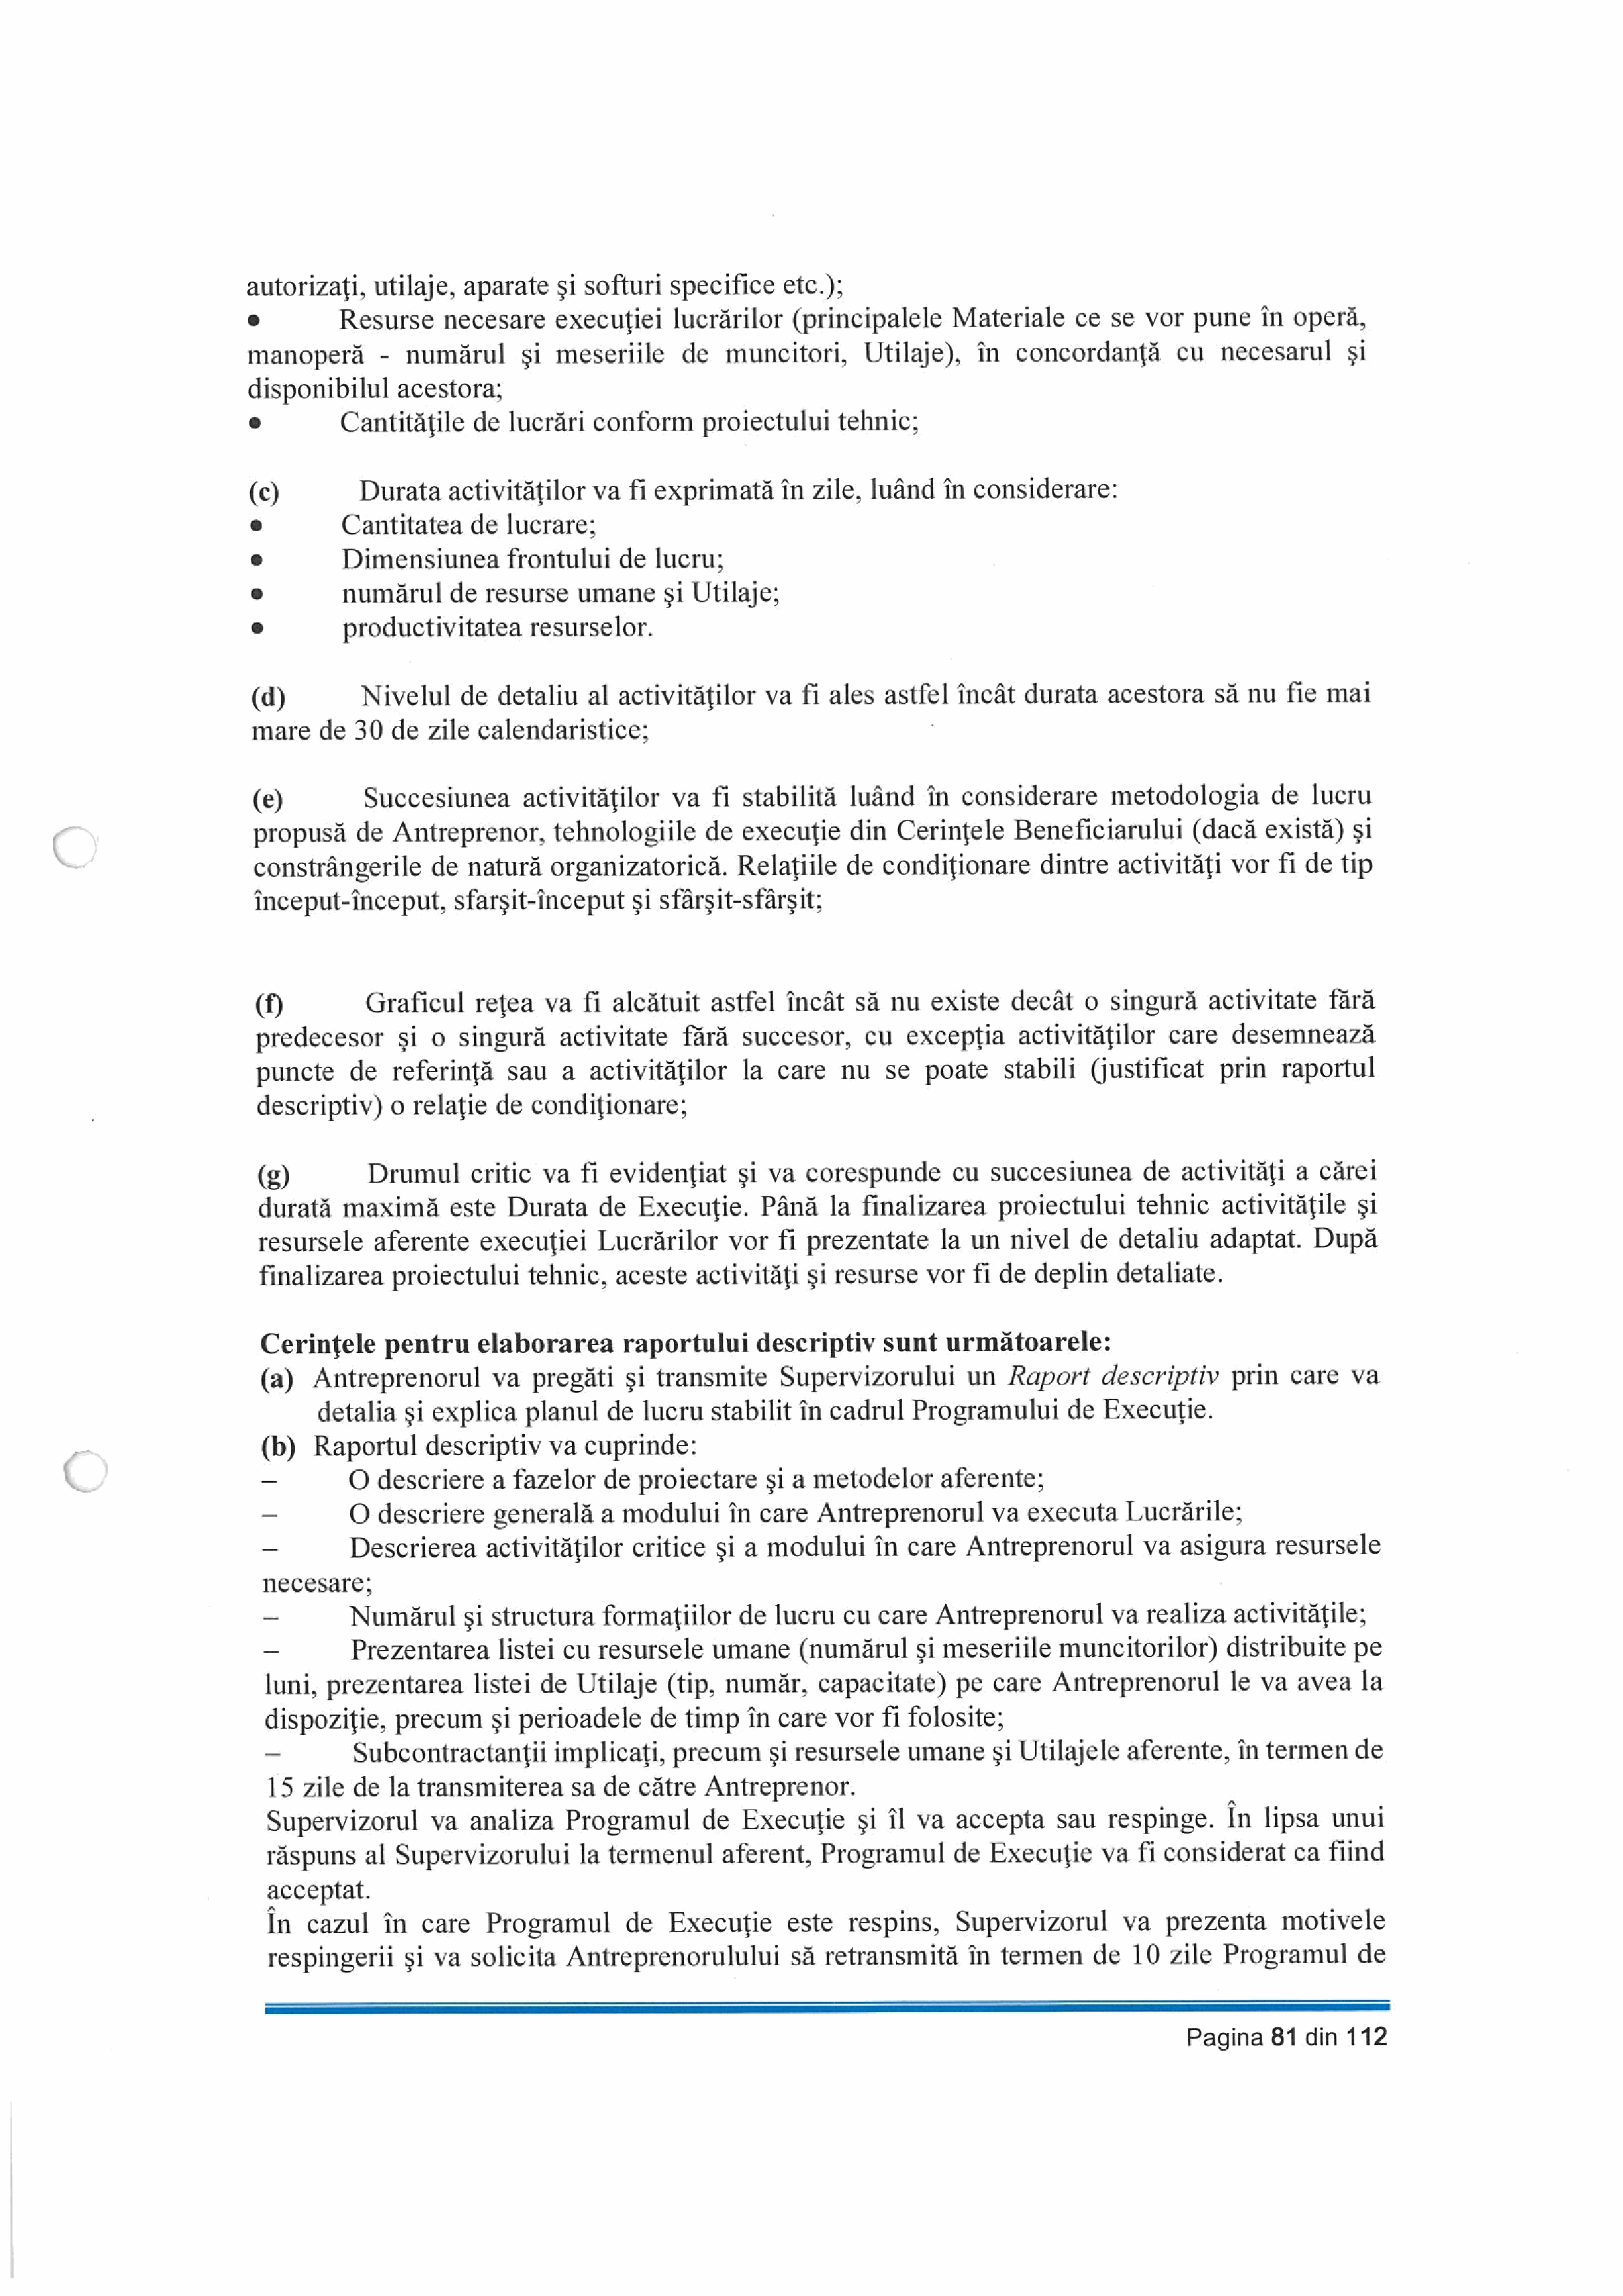 autorizaţi, utilaje, aparate şi softuri specifice etc.);
• Resurse necesare execuţiei lucrărilor (principalele Materiale ce se vor pune în operă,
manoperă - numărul şi meseriile de muncitori, Utilaje), în concordanţă cu necesarul şi
disponibilul acestora;
• Cantităţile de lucrări conform proiectului tehnic;
(c) Durata activităţilor va fi exprimată în zile, luând în considerare:
• Cantitatea de lucrare;
• Dimensiunea frontului de lucru;
• numărul de resurse umane şi Utilaje;
• productivitatea resurselor.
(d) Nivelul de detaliu al activităţilor va fi ales astfel încât durata acestora să nu fie mai
mare de 30 de zile calendaristice;
(e) Succesiunea activităţilor va fi stabilită luând în considerare metodologia de lucru
propusă de Antreprenor, tehnologiile de execuţie din Cerinţele Beneficiarului (dacă există) şi
constrângerile de natură organizatorică. Relaţiile de condiţionare dintre activităţi vor fi de tip
început-început, sfarşit-început şi sfârşit-sfârşit;
(f) Graficul reţea va fi alcătuit astfel încât să nu existe decât o singură activitate fără
predecesor şi o singură activitate fără succesor, cu excepţia activităţilor care desemnează
puncte de referinţă sau a activităţilor la care nu se poate stabili (justificat prin raportul
descriptiv) o relaţie de condiţionare;
(g) Drumul critic va fi evidenţiat şi va corespunde cu succesiunea de activităţi a cărei
durată maximă este Durata de Execuţie. Până la finalizarea proiectului tehnic activităţile şi
resursele aferente execuţiei Lucrărilor vor fi prezentate la un nivel de detaliu adaptat. După
finalizarea proiectului tehnic, aceste activităţi şi resurse vor fi de deplin detaliate.
Cerinţele pentru elaborarea raportului descriptiv sunt următoarele:
(a) Antreprenorul va pregăti şi transmite Supervizorului un Raport descriptiv prin care va
detalia şi explica planul de lucru stabilit în cadrul Programului de Execuţie.
(b) Raportul descriptiv va cuprinde:
– O descriere a fazelor de proiectare şi a metodelor aferente;
– O descriere generală a modului în care Antreprenorul va executa Lucrările;
– Descrierea activităţilor critice şi a modului în care Antreprenorul va asigura resursele
necesare;
– Numărul şi structura formaţiilor de lucru cu care Antreprenorul va realiza activităţile;
– Prezentarea listei cu resursele umane (numărul şi meseriile muncitorilor) distribuite pe
luni, prezentarea listei de Utilaje (tip, număr, capacitate) pe care Antreprenorul le va avea la
dispoziţie, precum şi perioadele de timp în care vor fi folosite;
– Subcontractanţii implicaţi, precum şi resursele umane şi Utilajele aferente, în termen de
15 zile de la transmiterea sa de către Antreprenor.
Supervizorul va analiza Programul de Execuţie şi îl va accepta sau respinge. În lipsa unui
răspuns al Supervizorului la termenul aferent, Programul de Execuţie va fi considerat ca fiind
acceptat.
În cazul în care Programul de Execuţie este respins, Supervizorul va prezenta motivele
respingerii şi va solicita Antreprenorulului să retransmită în termen de 10 zile Programul de
Pagina 81 din 112